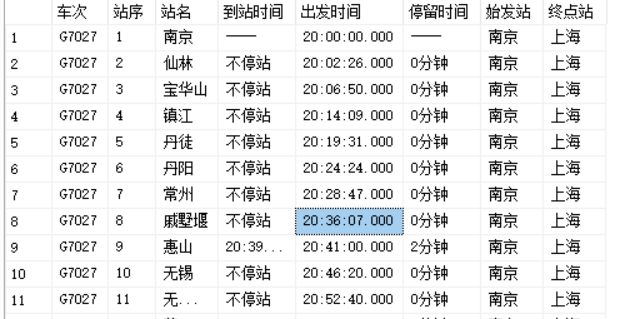 车次 站序 站名 到站时间 出发时间 停留时间 始发站 终点站
1 G7027 1 南京 —— 20:00:00.000 —— 南京 上海
2 G7027 2 仙林 不停站 20:02:26.000 0分钟 南京 上海
3 G7027 3 宝华山 不停站 20:06:50.000 0分钟 南京 上海
4 G7027 4 镇江 不停站 20:14:09.000 0分钟 南京 上海
5 G7027 5 丹徒 不停站 20:19:31.000 0分钟 南京 上海
6 G7027 6 丹阳 不停站 20:24:24.000 0分钟 南京 上海
7 G7027 7 常州 不停站 20:28:47.000 0分钟 南京 上海
8 G7027 8 戚墅堰 不停站 20:36:07.000 0分钟 南京 上海
9 G7027 9 惠山 20:39... 20:41:00.000 2分钟 南京 上海
10 G7027 10 无锡 不停站 20:46:20.000 0分钟 南京 上海
11 G7027 11 无... 不停站 20:52:40.000 0分钟 南京 上海